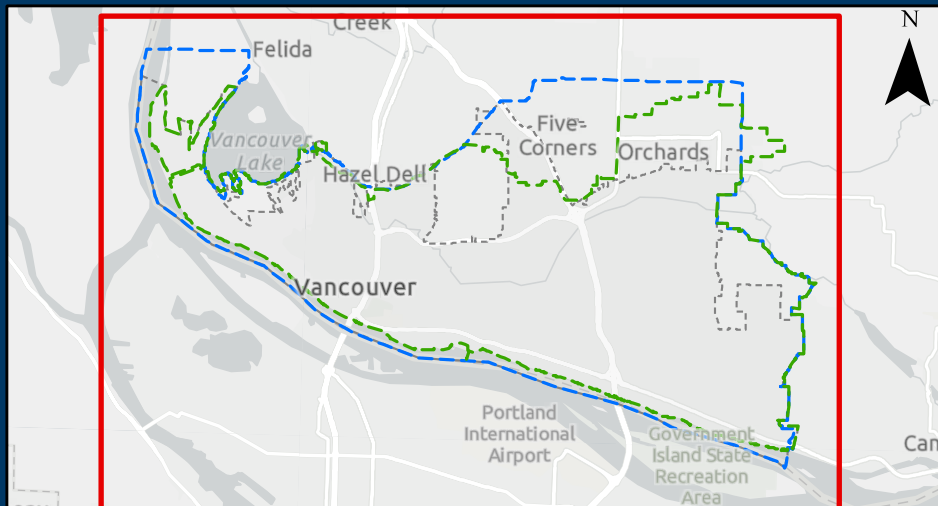 Creek
N
Felida
Vancouver
Lake
Five-
Corners
Orchards
Hazel Dell
Vancouver
Portland
International
Airport
Government
Island State
Recreation
Area
Cam